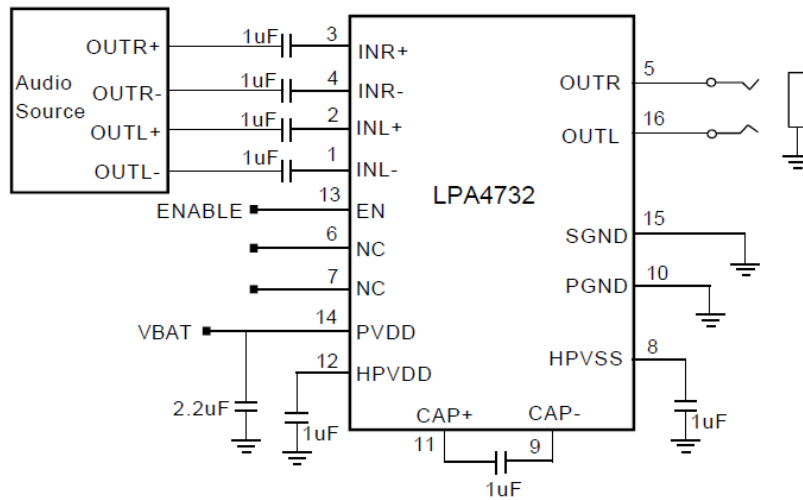 Audio
Source
OUTR+
OUTR-
OUTL+
OUTL-
1uF
1uF
1uF
1uF
3
4
2
1
ENABLE
13
6
7
VBAT
14
12
2.2uF
1uF
INR+
INR-
INL+
INL-
EN
NC
NC
PVDD
HPVDD
LPA4732
OUTR
OUTL
SGND
PGND
HPVSS
CAP+
CAP-
5
16
15
10
8
1uF
11
9
1uF